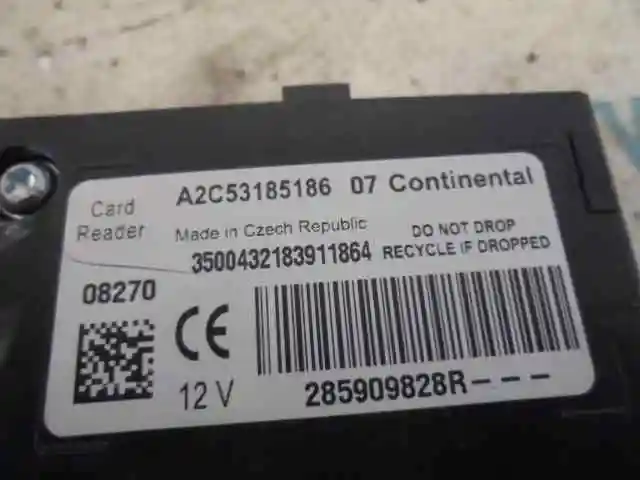 A2C53185186 07 Continental
Card Reader
Made in Czech Republic
3500432183911864
DO NOT DROP
RECYCLE IF DROPPED
08270
CE
12 V
285909828R---